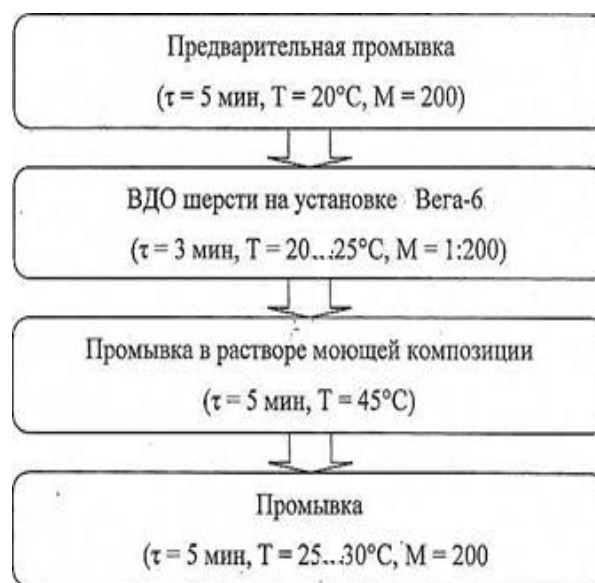 Предварительная промывка
(τ = 5 мин, T = 20°C, M = 200)
ВДО шерсти на установке Вега-6
(τ = 3 мин, T = 20...25°C, M = 1:200)
Промывка в растворе моющей композиции
(τ = 5 мин, T = 45°C)
Промывка
(τ = 5 мин, T = 25...30°C, M = 200